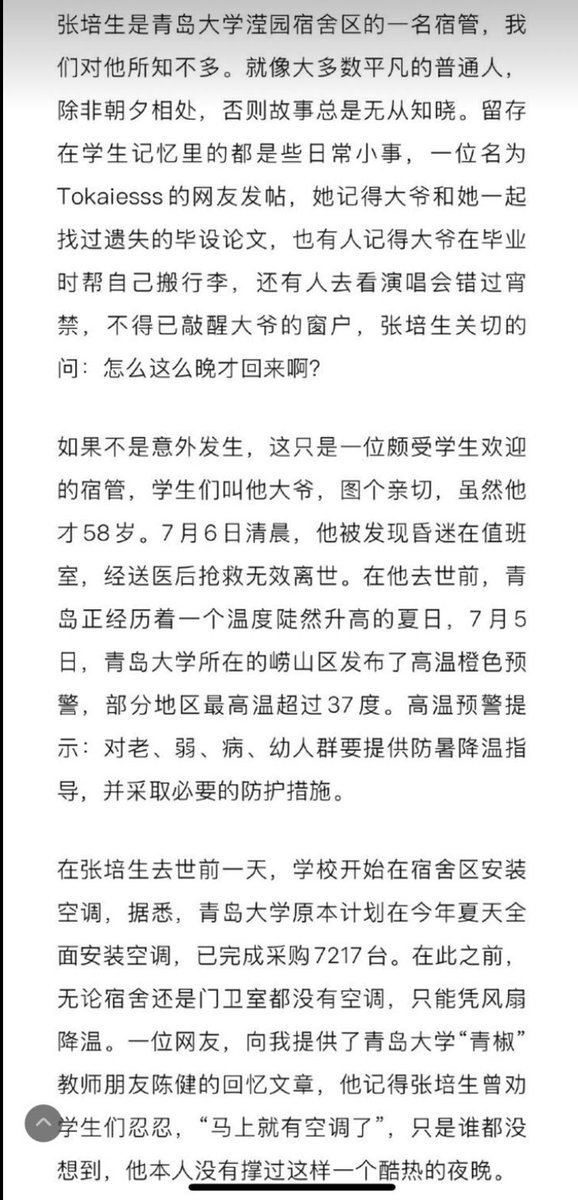 张培生是青岛大学滢园宿舍区的一名宿管，我
们对他所知不多。就像大多数平凡的普通人，
除非朝夕相处，否则故事总是无从知晓。留存
在学生记忆里的都是些日常小事，一位名为
Tokaiesss的网友发帖，她记得大爷和她一起
找过遗失的毕设论文，也有人记得大爷在毕业
时帮自己搬行李，还有人去看演唱会错过宵
禁，不得已敲醒大爷的窗户，张培生关切的
问：怎么这么晚才回来啊？
如果不是意外发生，这只是一位颇受学生欢迎
的宿管，学生们叫他大爷，图个亲切，虽然他
才58岁。7月6日清晨，他被发现昏迷在值班
室，经送医后抢救无效离世。在他去世前，青
岛正经历着一个温度陡然升高的夏日，7月5
日，青岛大学所在的崂山区发布了高温橙色预
警，部分地区最高温超过37度。高温预警提
示：对老、弱、病、幼人群要提供防暑降温指
导，并采取必要的防护措施。
在张培生去世前一天，学校开始在宿舍区安装
空调，据悉，青岛大学原本计划在今年夏天全
面安装空调，已完成采购7217台。在此之前，
无论宿舍还是门卫室都没有空调，只能凭风扇
降温。一位网友，向我提供了青岛大学“青椒”
教师朋友陈健的回忆文章，他记得张培生曾劝
学生们忍忍，“马上就有空调了”，只是谁都没
想到，他本人没有撑过这样一个酷热的夜晚。